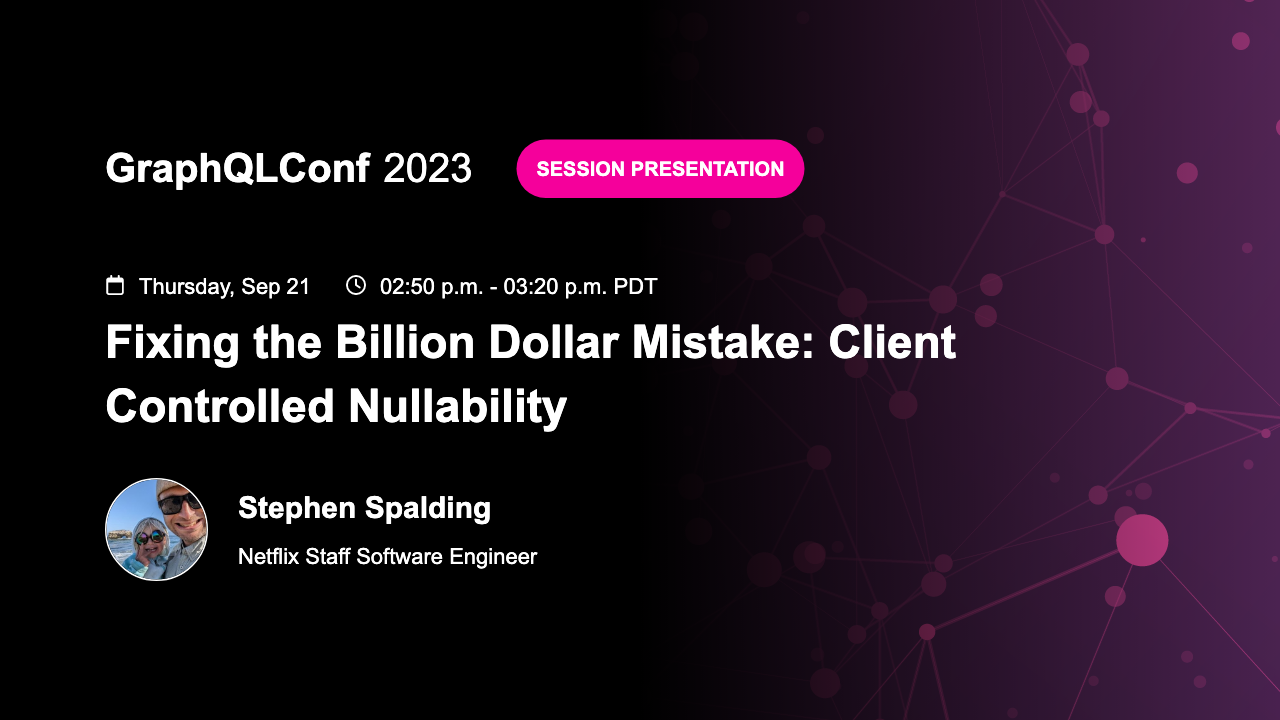 GraphQLConf 2023
SESSION PRESENTATION
Thursday, Sep 21
02:50 p.m. - 03:20 p.m. PDT
Fixing the Billion Dollar Mistake: Client
Controlled Nullability
Stephen Spalding
Netflix Staff Software Engineer